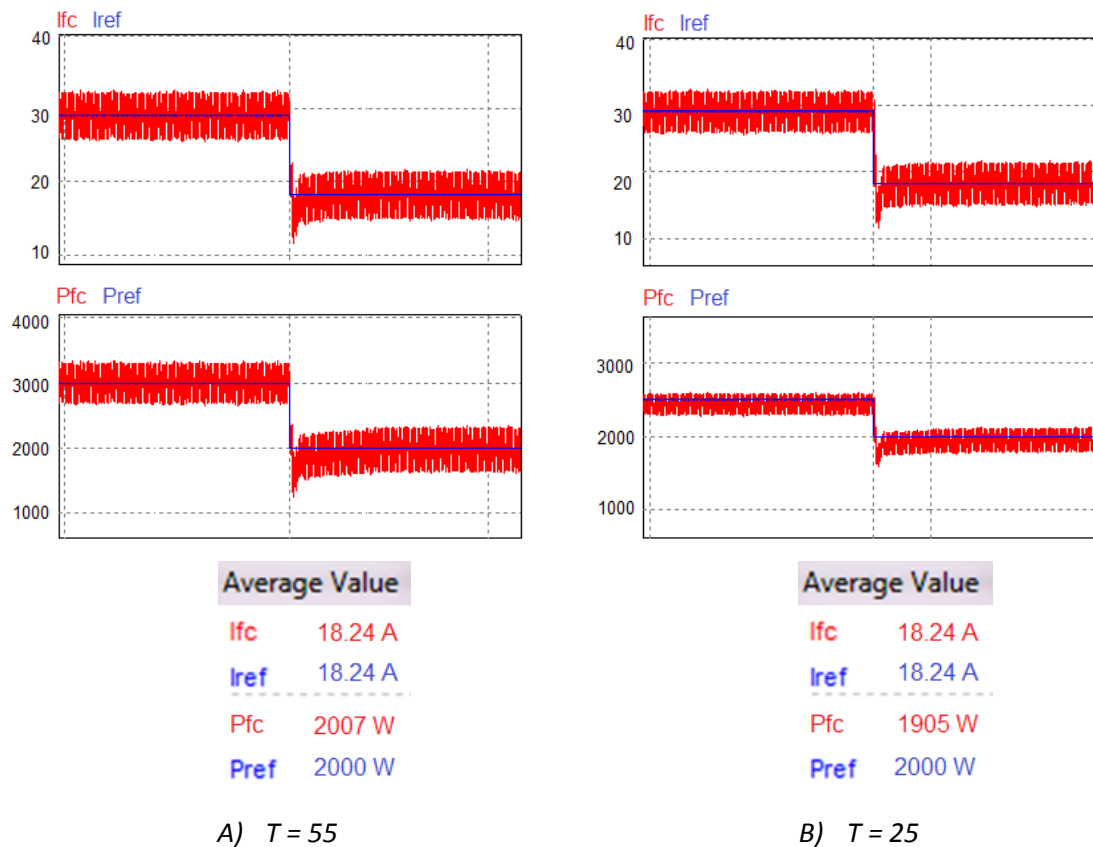 Ifc Iref
40
30
20
10
Pfc Pref
4000
3000
2000
1000
Average Value
Ifc 18.24 A
Iref 18.24 A
Pfc 2007 W
Pref 2000 W
A) T = 55
Ifc Iref
40
30
20
10
Pfc Pref
3000
2000
1000
Average Value
Ifc 18.24 A
Iref 18.24 A
Pfc 1905 W
Pref 2000 W
B) T = 25